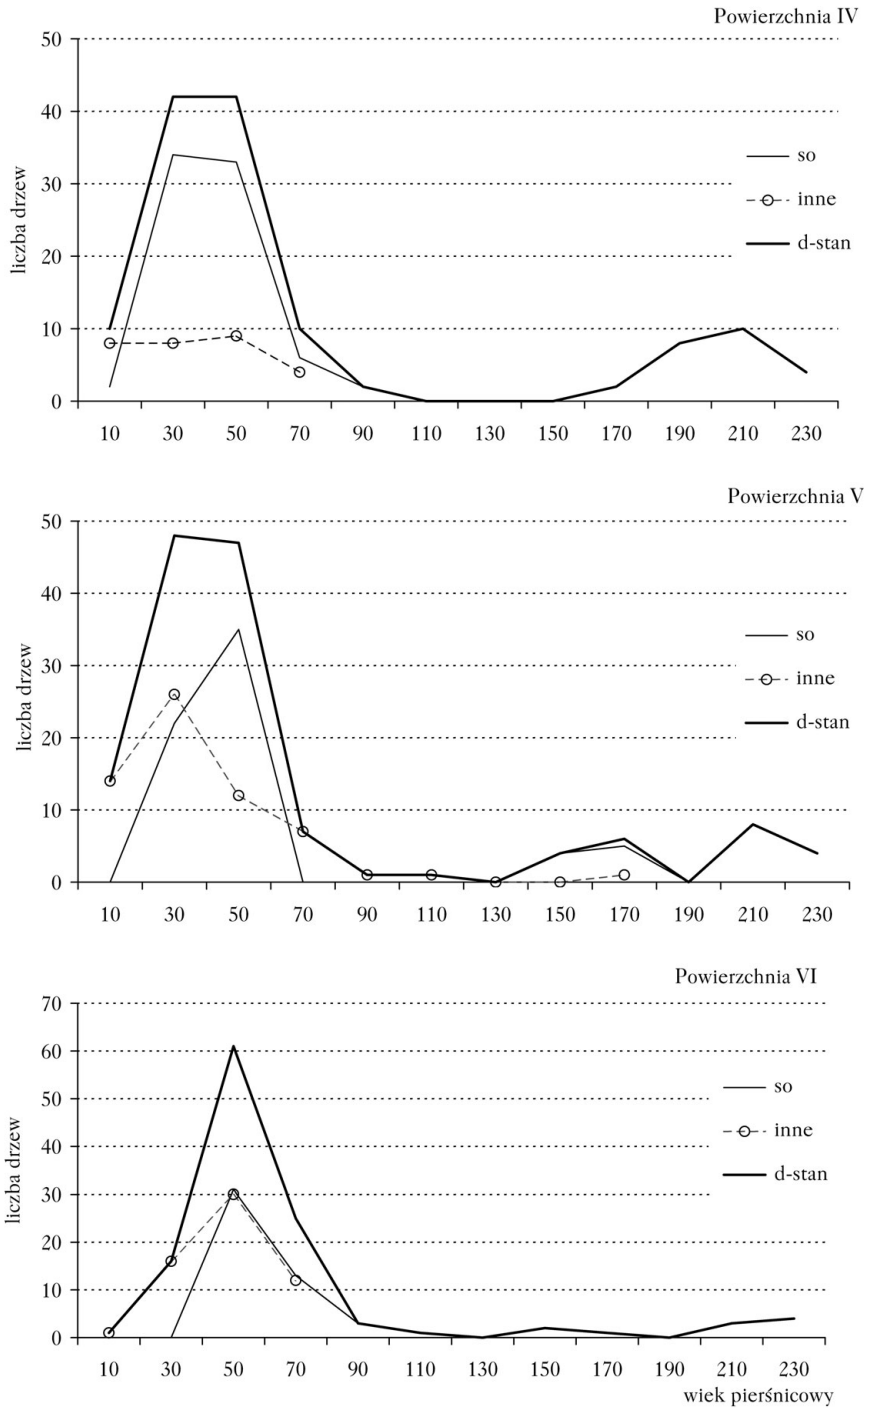 Powierzchnia IV
50
40
30
20
10
0
liczba drzew
so
inne
d-stan
10 30 50 70 90 110 130 150 170 190 210 230
Powierzchnia V
50
40
30
20
10
0
liczba drzew
so
inne
d-stan
10 30 50 70 90 110 130 150 170 190 210 230
Powierzchnia VI
70
60
50
40
30
20
10
0
liczba drzew
so
inne
d-stan
10 30 50 70 90 110 130 150 170 190 210 230
wiek pierśnicowy